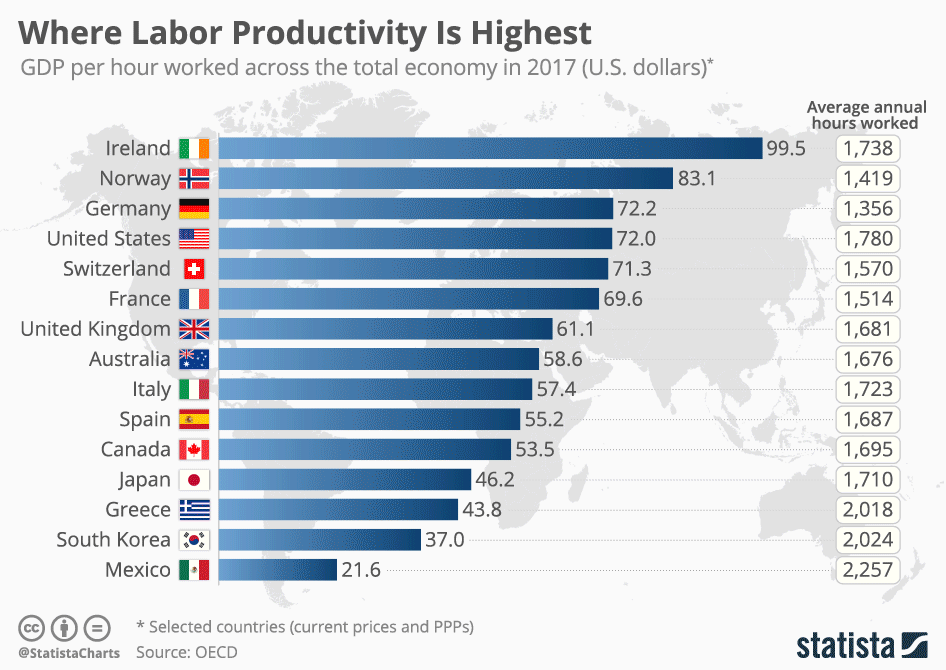 Where Labor Productivity Is Highest
GDP per hour worked across the total economy in 2017 (U.S. dollars)*
Average annual
hours worked
Ireland 99.5 1,738
Norway 83.1 1,419
Germany 72.2 1,356
United States 72.0 1,780
Switzerland 71.3 1,570
France 69.6 1,514
United Kingdom 61.1 1,681
Australia 58.6 1,676
Italy 57.4 1,723
Spain 55.2 1,687
Canada 53.5 1,695
Japan 46.2 1,710
Greece 43.8 2,018
South Korea 37.0 2,024
Mexico 21.6 2,257
cc = * Selected countries (current prices and PPPs)
@StatistaCharts Source: OECD
statista